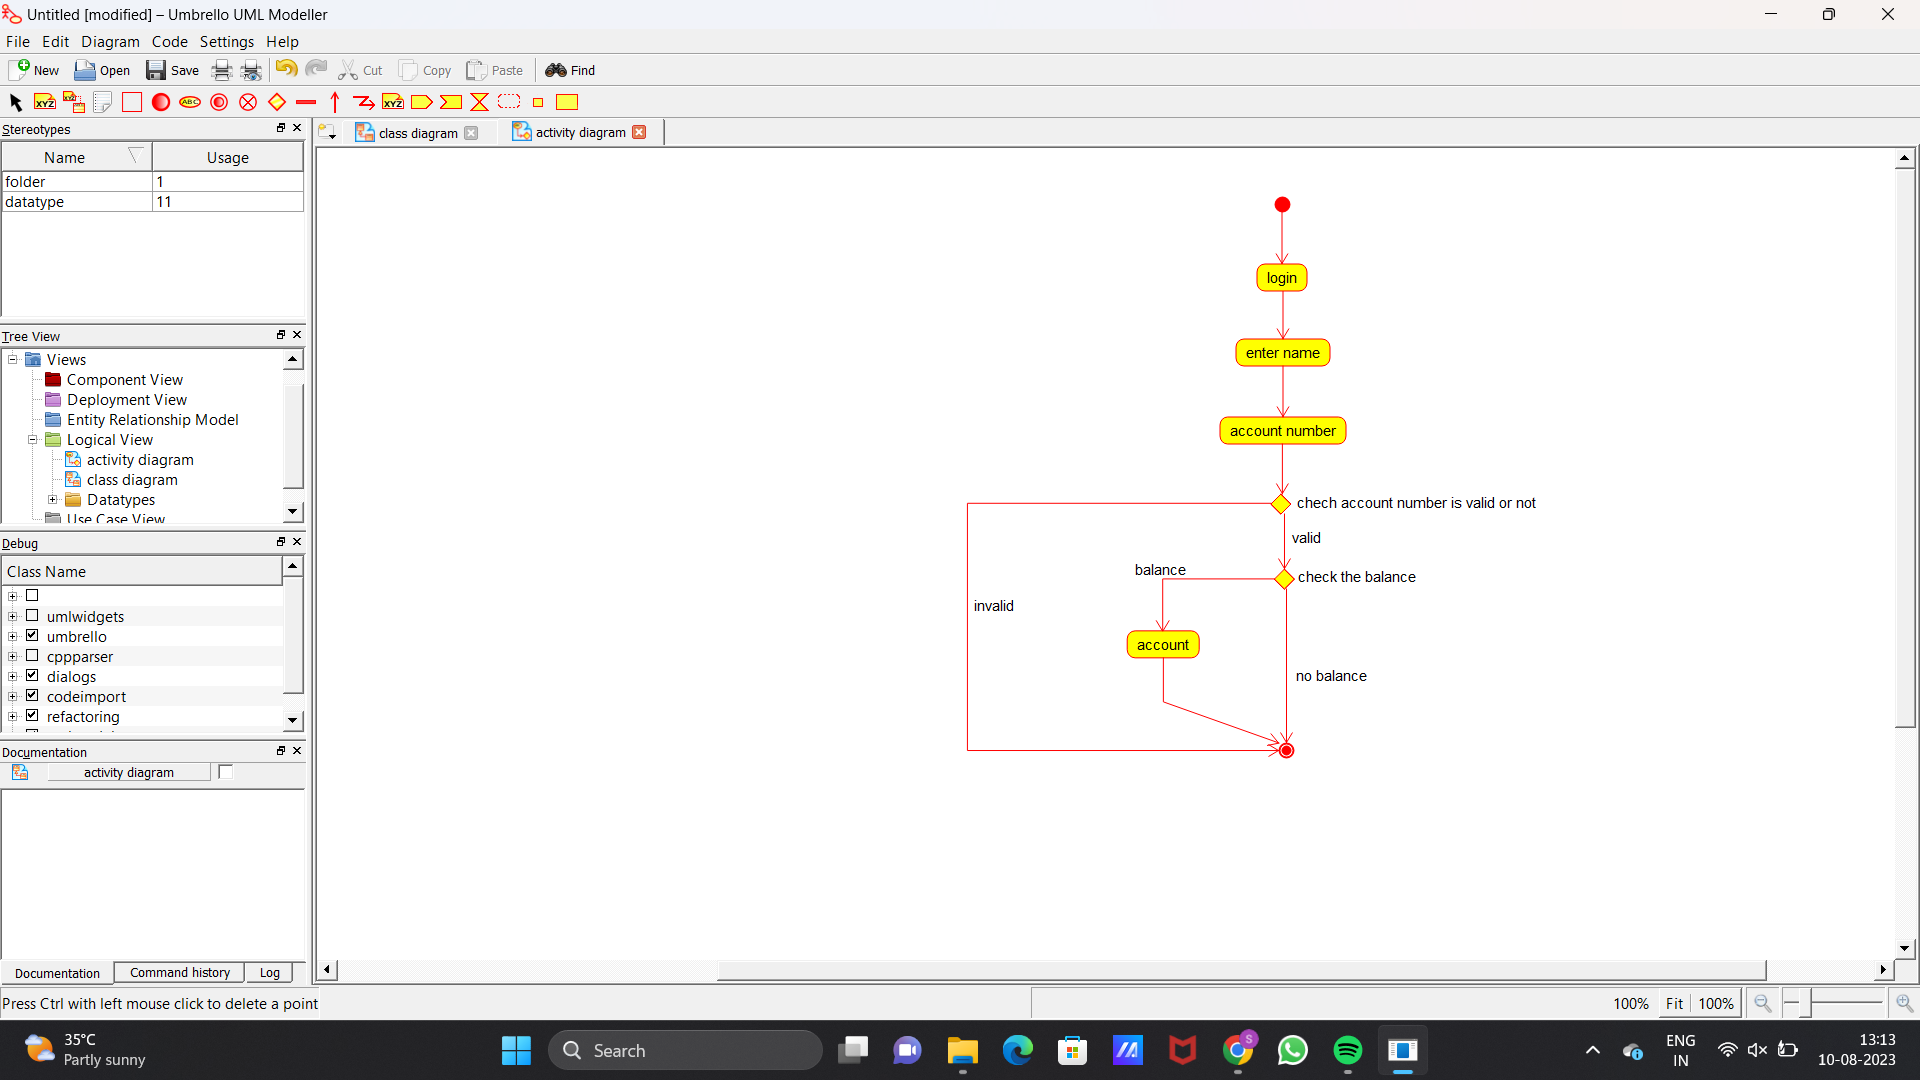 Untitled [modified] – Umbrello UML Modeller
File Edit Diagram Code Settings Help
New Open Save Cut Copy Paste Find
XYZ XYZ ABC XYZ
Stereotypes
class diagram activity diagram
Name Usage
folder 1
datatype 11
Tree View
Views
Component View
Deployment View
Entity Relationship Model
Logical View
activity diagram
class diagram
Datatypes
Use Case View
Debug
Class Name
umlwidgets
umbrello
cppparser
dialogs
codeimport
refactoring
Documentation
activity diagram
Documentation Command history Log
login
enter name
account number
chech account number is valid or not
valid
balance
check the balance
invalid
account
no balance
Press Ctrl with left mouse click to delete a point
100% Fit 100%
35°C
Partly sunny
Search
S
ENG
IN
13:13
10-08-2023